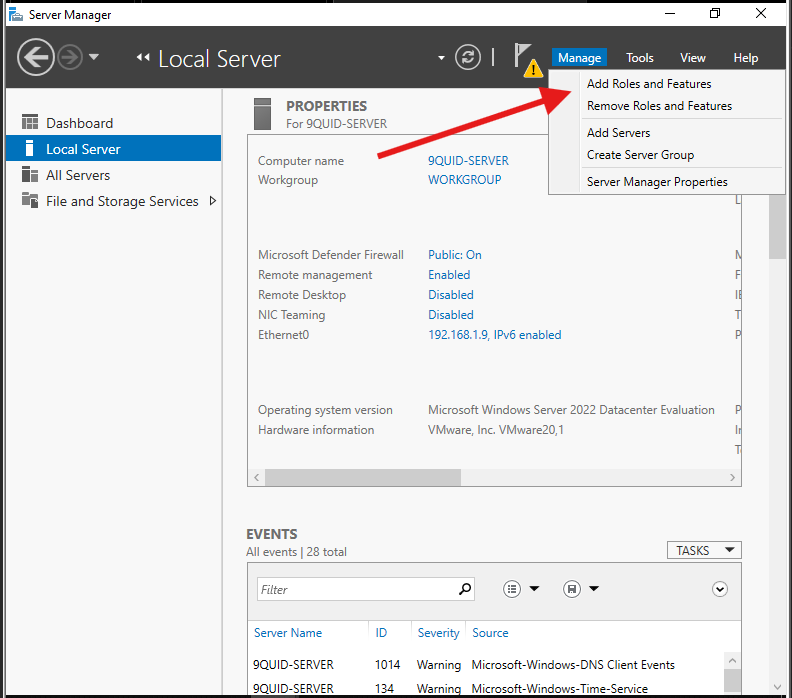 Server Manager
Local Server
Manage Tools View Help
Add Roles and Features
Remove Roles and Features
Add Servers
Create Server Group
Server Manager Properties
Dashboard
Local Server
All Servers
File and Storage Services
PROPERTIES
For 9QUID-SERVER
Computer name 9QUID-SERVER
Workgroup WORKGROUP
Microsoft Defender Firewall Public: On
Remote management Enabled
Remote Desktop Disabled
NIC Teaming Disabled
Ethernet0 192.168.1.9, IPv6 enabled
Operating system version Microsoft Windows Server 2022 Datacenter Evaluation
Hardware information VMware, Inc. VMware20,1
EVENTS
All events | 28 total
TASKS
Filter
Server Name ID Severity Source
9QUID-SERVER 1014 Warning Microsoft-Windows-DNS Client Events
9QUID-SERVER 134 Warning Microsoft-Windows-Time-Service